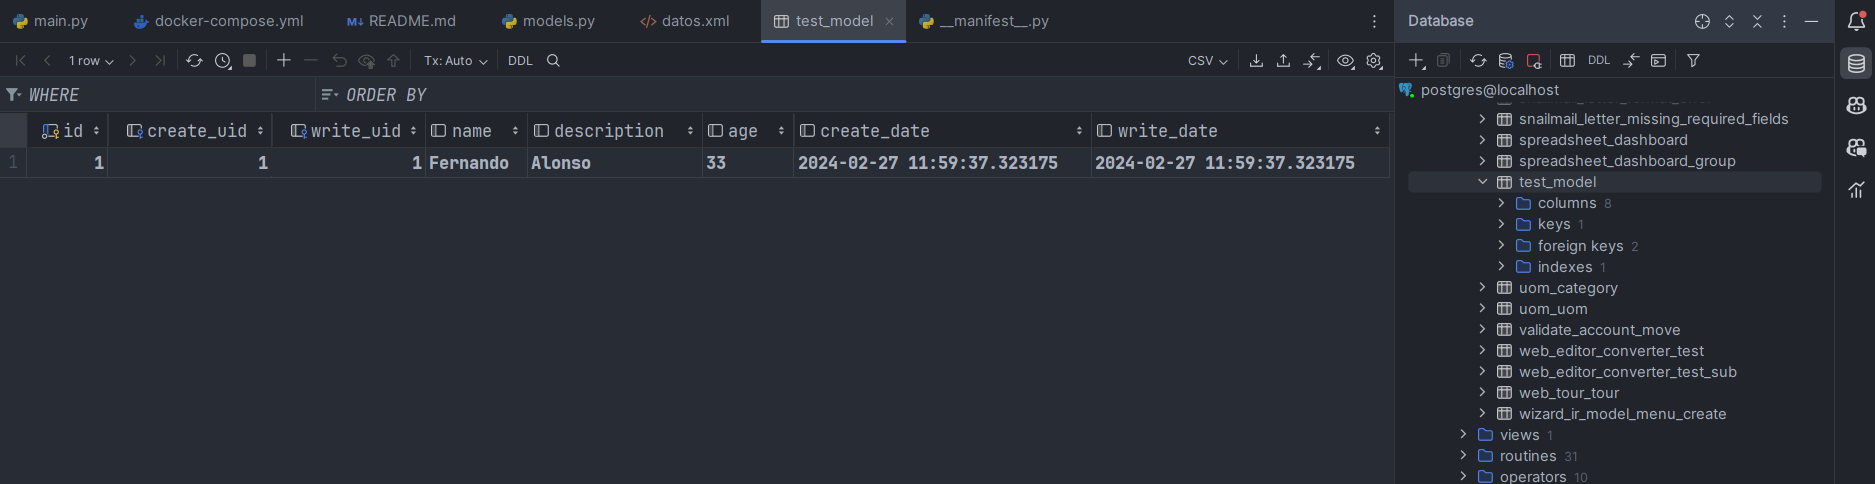 main.py docker-compose.yml M↓ README.md models.py </> datos.xml test_model × __manifest__.py
1 row Tx: Auto DDL CSV
WHERE ORDER BY
id create_uid write_uid name description age create_date write_date
1 1 1 1 Fernando Alonso 33 2024-02-27 11:59:37.323175 2024-02-27 11:59:37.323175
Database
DDL
postgres@localhost
snailmail_letter_missing_required_fields
spreadsheet_dashboard
spreadsheet_dashboard_group
test_model
columns 8
keys 1
foreign keys 2
indexes 1
uom_category
uom_uom
validate_account_move
web_editor_converter_test
web_editor_converter_test_sub
web_tour_tour
wizard_ir_model_menu_create
views 1
routines 31
operators 10